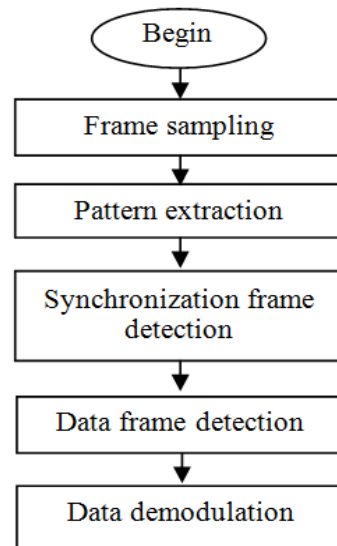 Begin
Frame sampling
Pattern extraction
Synchronization frame
detection
Data frame detection
Data demodulation